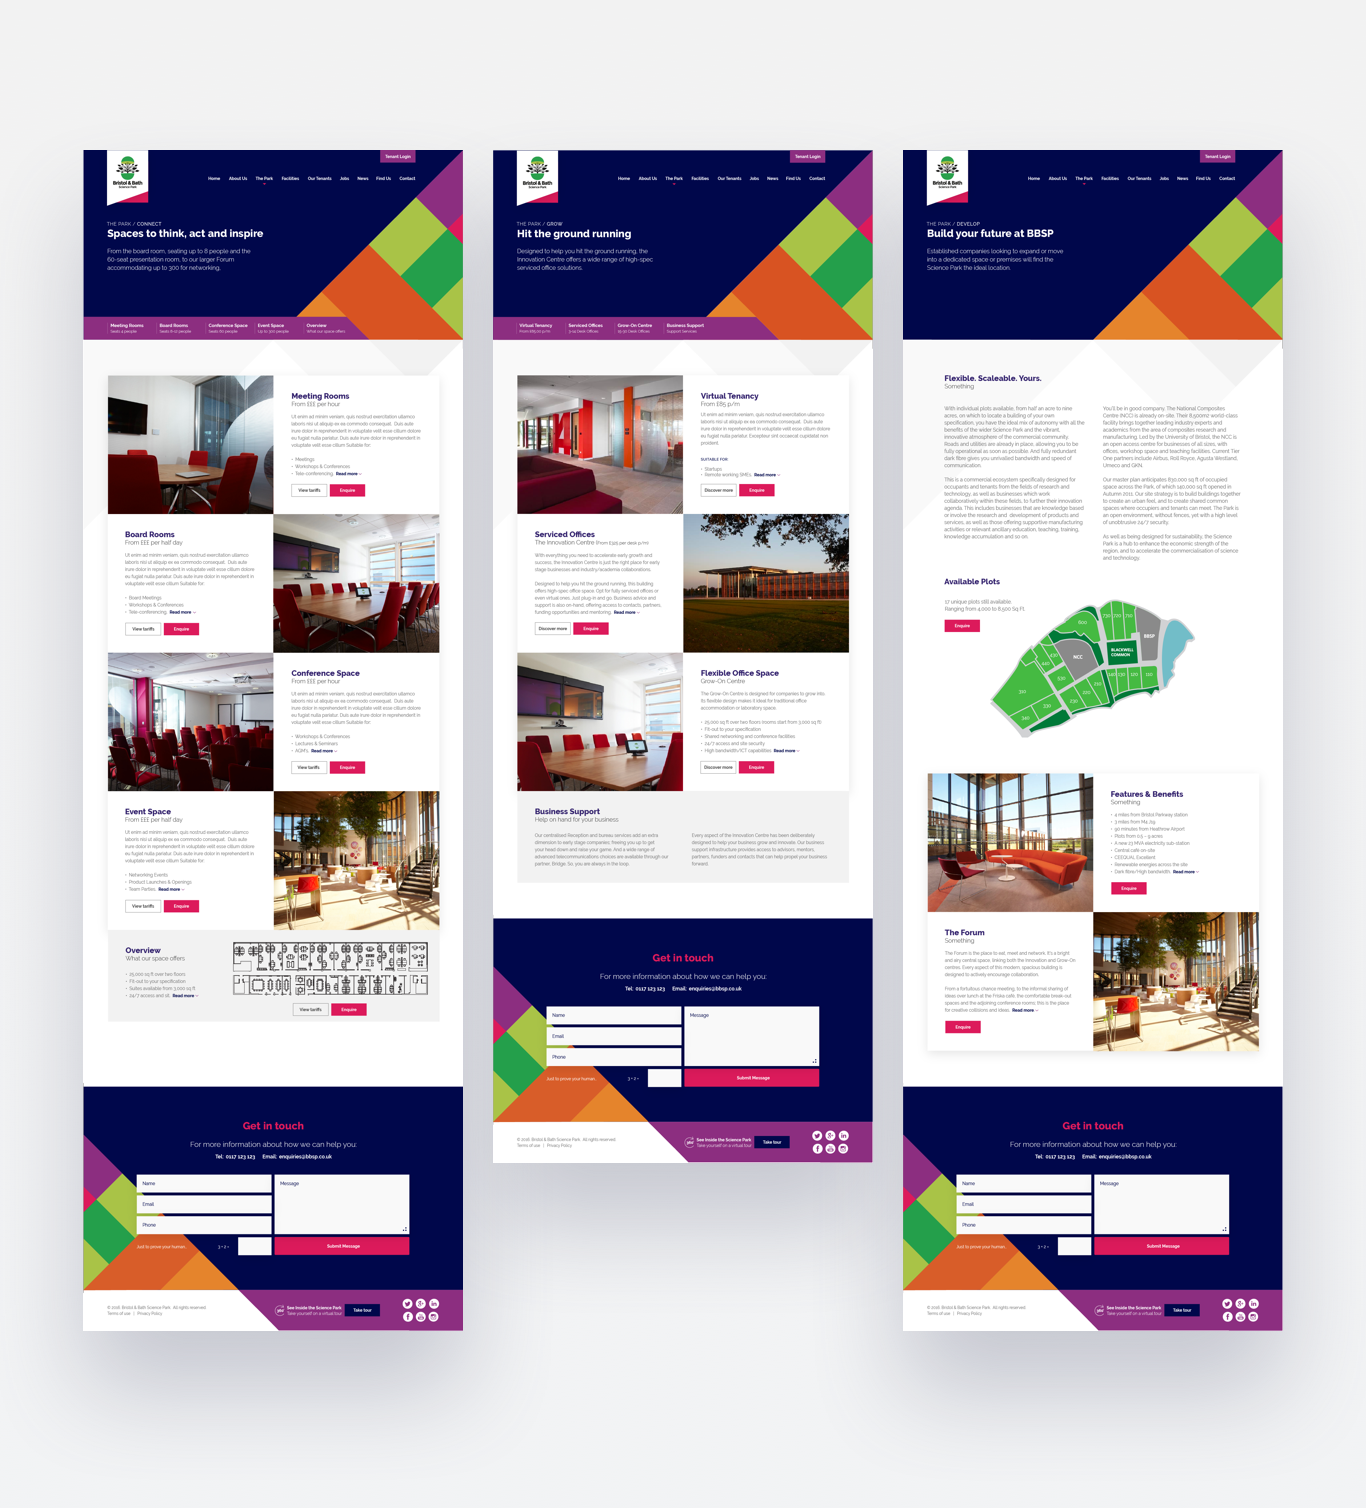 Tenant Login
Bristol & Bath
Science Park
Home About Us The Park Facilities Our Tenants Jobs News Find Us Contact
THE PARK / CONNECT
Spaces to think, act and inspire
From the board room, seating up to 8 people and the
60-seat presentation room, to our larger Forum
accommodating up to 300 for networking.
Meeting Rooms Board Rooms Conference Space Event Space Overview
Seats 4 people Seats 6-12 people Seats 60 people Up to 300 people What our space offers
Meeting Rooms
From £££ per hour
Ut enim ad minim veniam, quis nostrud exercitation ullamco
laboris nisi ut aliquip ex ea commodo consequat. Duis aute
irure dolor in reprehenderit in voluptate velit esse cillum dolore
eu fugiat nulla pariatur. Duis aute irure dolor in reprehenderit in
voluptate velit esse cillum Suitable for:
• Meetings
• Workshops & Conferences
• Tele-conferencing. Read more
View tariffs Enquire
Board Rooms
From £££ per half day
Ut enim ad minim veniam, quis nostrud exercitation ullamco
laboris nisi ut aliquip ex ea commodo consequat. Duis aute
irure dolor in reprehenderit in voluptate velit esse cillum dolore
eu fugiat nulla pariatur. Duis aute irure dolor in reprehenderit in
voluptate velit esse cillum Suitable for:
• Board Meetings
• Workshops & Conferences
• Tele-conferencing. Read more
View tariffs Enquire
Conference Space
From £££ per hour
Ut enim ad minim veniam, quis nostrud exercitation ullamco
laboris nisi ut aliquip ex ea commodo consequat. Duis aute
irure dolor in reprehenderit in voluptate velit esse cillum dolore
eu fugiat nulla pariatur. Duis aute irure dolor in reprehenderit in
voluptate velit esse cillum Suitable for:
• Workshops & Conferences
• Lectures & Seminars
• AGM's. Read more
View tariffs Enquire
Event Space
From £££ per half day
Ut enim ad minim veniam, quis nostrud exercitation ullamco
laboris nisi ut aliquip ex ea commodo consequat. Duis aute
irure dolor in reprehenderit in voluptate velit esse cillum dolore
eu fugiat nulla pariatur. Duis aute irure dolor in reprehenderit in
voluptate velit esse cillum Suitable for:
• Networking Events
• Product Launches & Openings
• Team Parties. Read more
View tariffs Enquire
Overview
What our space offers
• 25,000 sq ft over two floors
• Fit-out to your specification
• Suites available from 3,000 sq ft
• 24/7 access and sit Read more
View tariffs Enquire
Get in touch
For more information about how we can help you:
Tel: 0117 123 123 Email: enquiries@bbsp.co.uk
Name
Email
Phone
Message
Just to prove your human. 3 + 2 =
Submit Message
© 2016. Bristol & Bath Science Park. All rights reserved.
Terms of use | Privacy Policy
See Inside the Science Park
Take yourself on a virtual tour
Take tour
Tenant Login
Bristol & Bath
Science Park
Home About Us The Park Facilities Our Tenants Jobs News Find Us Contact
THE PARK / GROW
Hit the ground running
Designed to help you hit the ground running, the
Innovation Centre offers a wide range of high-spec
serviced office solutions.
Virtual Tenancy Serviced Offices Grow-On Centre Business Support
From £85.01 p/m 3-15 Desk Offices 15-50 Desk Offices Support Services
Virtual Tenancy
From £85 p/m
Ut enim ad minim veniam, quis nostrud exercitation ullamco
laboris nisi ut aliquip ex ea commodo consequat. Duis aute
irure dolor in reprehenderit in voluptate velit esse cillum dolore
eu fugiat nulla pariatur. Excepteur sint occaecat cupidatat non
proident.
SUITABLE FOR
• Startups
• Remote working SMEs. Read more
Discover more Enquire
Serviced Offices
The Innovation Centre (From £325 per desk p/m)
With everything you need to accelerate early growth and
success, the Innovation Centre is just the right place for early
stage businesses and industry/academia collaborations.
Designed to help you hit the ground running, this building
offers high-spec office space. Opt for fully serviced offices or
even virtual ones. Just plug in and go. Business advice and
support is also on-hand, offering access to contacts, partners,
funding opportunities and mentoring. Read more
Discover more Enquire
Flexible Office Space
Grow-On Centre
The Grow-On Centre is designed for companies to grow into.
Its flexible design makes it ideal for traditional office
accommodation or laboratory space.
• 25,000 sq ft over two floors (rooms start from 3,000 sq ft)
• Fit-out to your specification
• Shared networking and conference facilities
• 24/7 access and site security
• High bandwidth/ICT capabilities. Read more
Discover more Enquire
Business Support
Help on hand for your business
Our centralised Reception and bureau services add an extra
dimension to early stage companies, freeing you up to get
your head down and raise your game. And a wide range of
advanced telecommunications choices are available through our
partner, Bridge. So, you are always in the loop.
Every aspect of the Innovation Centre has been deliberately
designed to help your business grow and innovate. Our business
support infrastructure provides access to advisors, mentors,
partners, funders and contacts that can help propel your business
forward.
Get in touch
For more information about how we can help you:
Tel: 0117 123 123 Email: enquiries@bbsp.co.uk
Name
Email
Phone
Message
Just to prove your human. 3 + 2 =
Submit Message
© 2016. Bristol & Bath Science Park. All rights reserved.
Terms of use | Privacy Policy
See Inside the Science Park
Take yourself on a virtual tour
Take tour
Tenant Login
Bristol & Bath
Science Park
Home About Us The Park Facilities Our Tenants Jobs News Find Us Contact
THE PARK / DEVELOP
Build your future at BBSP
Established companies looking to expand or move
into a dedicated space or premises will find the
Science Park the ideal location.
Flexible. Scaleable. Yours.
Something
With individual plots available, from half an acre to nine
acres, on which to locate a building of your own
specification, you have the ideal mix of autonomy with all the
benefits of the wider Science Park and the vibrant,
innovative atmosphere of the commercial community.
Roads and utilities are already in place, allowing you to be
fully operational as soon as possible. And fully redundant
dark fibre gives you unrivalled bandwidth and speed of
communication.
This is a commercial ecosystem specifically designed for
occupants and tenants from the fields of research and
technology, as well as businesses which work
collaboratively within these fields, to further their innovation
agenda. This includes businesses that are knowledge based
or involve the research and development of products and
services, as well as those offering supportive manufacturing
activities or relevant ancillary education, teaching, training,
knowledge accumulation and so on.
You'll be in good company. The National Composites
Centre (NCC) is already on-site. Their 8,500m2 world-class
facility brings together leading industry experts and
academics from the area of composites research and
manufacturing. Led by the University of Bristol, the NCC is
an open access centre for businesses of all sizes, with
offices, workshop space and teaching facilities. Current Tier
One partners include Airbus, Roll Royce, Agusta Westland,
Umeco and GKN.
Our master plan anticipates 830,000 sq ft of occupied
space across the Park, of which 140,000 sq ft opened in
Autumn 2011. Our site strategy is to build buildings together
to create an urban feel, and to create shared common
spaces where occupiers and tenants can meet. The Park is
an open environment, without fences, yet with a high level
of unobtrusive 24/7 security.
As well as being designed for sustainability, the Science
Park is a hub to enhance the economic strength of the
region, and to accelerate the commercialisation of science
and technology.
Available Plots
17 unique plots still available.
Ranging from 4,000 to 8,500 Sq Ft.
Enquire
600 730 720 710
BBSP
NCC
BLACKWELL
COMMON
430
440
530
310
320
340
230
220
210
140 130 120 110
Features & Benefits
Something
• 4 miles from Bristol Parkway station
• 3 miles from M4 J19
• 90 minutes from Heathrow Airport
• Plots from 0.5 – 9 acres
• A new 23 MVA electricity sub-station
• Central café on-site
• CEEQUAL Excellent
• Renewable energies across the site
• Dark fibre/High bandwidth. Read more
Enquire
The Forum
Something
The Forum is the place to eat, meet and network. It's a bright
and airy central space, linking both the Innovation and Grow-On
centres. Every aspect of this modern, spacious building is
designed to actively encourage collaboration.
From a fortuitous chance meeting, to the informal sharing of
ideas over lunch at the Friska café, the comfortable break-out
spaces and the adjoining conference rooms: this is the place
for creative collisions and ideas. Read more
Enquire
Get in touch
For more information about how we can help you:
Tel: 0117 123 123 Email: enquiries@bbsp.co.uk
Name
Email
Phone
Message
Just to prove your human. 3 + 2 =
Submit Message
© 2016. Bristol & Bath Science Park. All rights reserved.
Terms of use | Privacy Policy
See Inside the Science Park
Take yourself on a virtual tour
Take tour